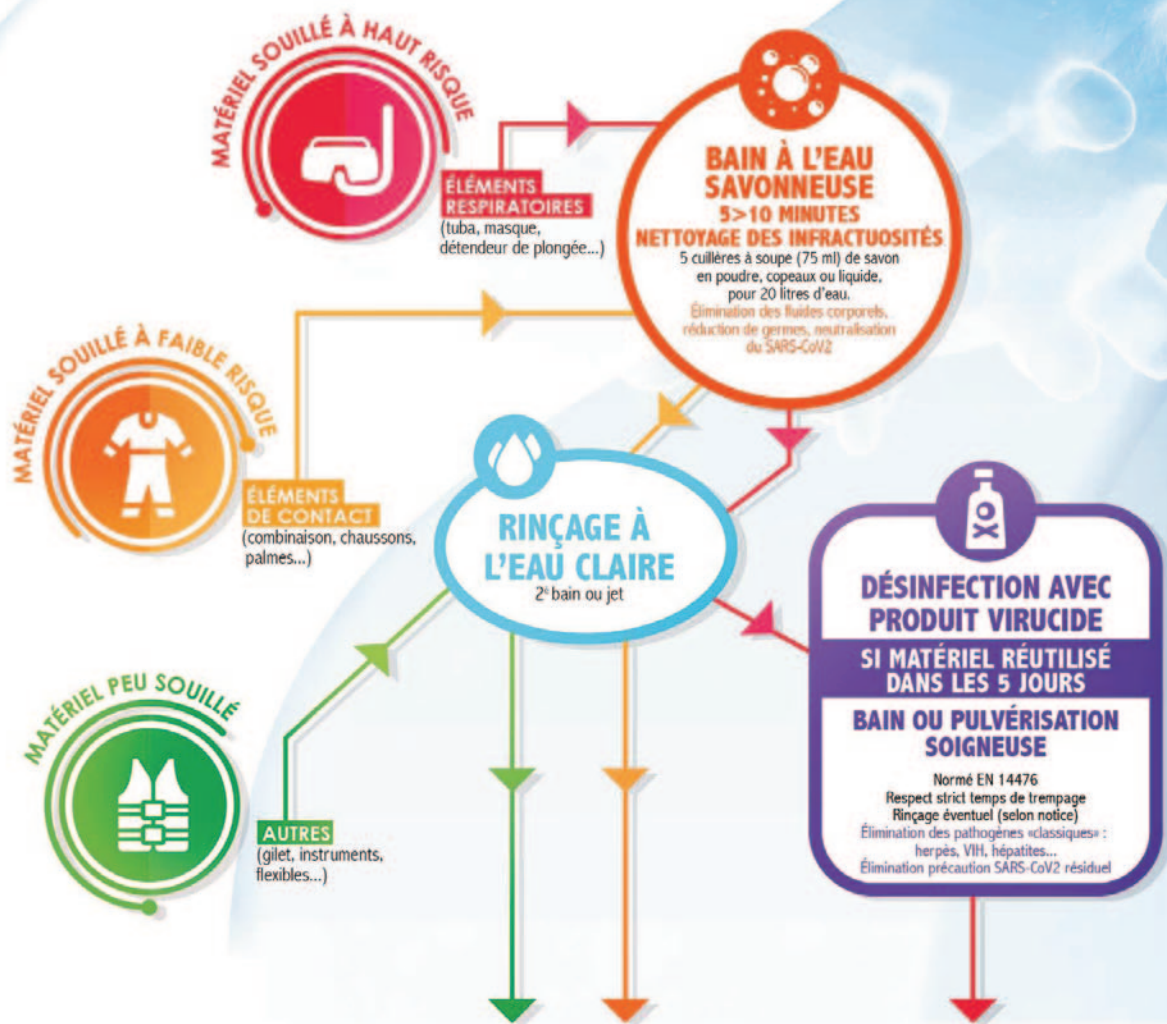 MATÉRIEL SOUILLÉ À HAUT RISQUE
ÉLÉMENTS
RESPIRATOIRES
(tuba, masque,
détendeur de plongée...)
BAIN À L'EAU
SAVONNEUSE
5>10 MINUTES
NETTOYAGE DES INFRACTUOSITÉS
5 cuillères à soupe (75 ml) de savon
en poudre, copeaux ou liquide,
pour 20 litres d'eau.
Élimination des fluides corporels,
réduction de germes, neutralisation
du SARS-CoV2
MATÉRIEL SOUILLÉ À FAIBLE RISQUE
ÉLÉMENTS
DE CONTACT
(combinaison, chaussons,
palmes...)
RINÇAGE À
L'EAU CLAIRE
2e bain ou jet
MATÉRIEL PEU SOUILLÉ
AUTRES
(gilet, instruments,
flexibles...)
DÉSINFECTION AVEC
PRODUIT VIRUCIDE
SI MATÉRIEL RÉUTILISÉ
DANS LES 5 JOURS
BAIN OU PULVÉRISATION
SOIGNEUSE
Normé EN 14476
Respect strict temps de trempage
Rinçage éventuel (selon notice)
Élimination des pathogènes «classiques» :
herpès, VIH, hépatites...
Élimination précaution SARS-CoV2 résiduel